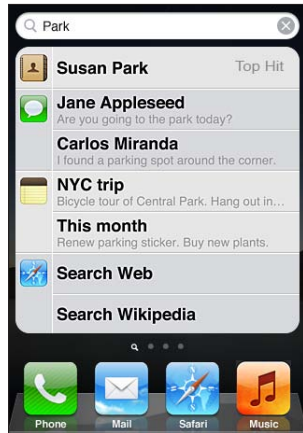 Park
Susan Park Top Hit
Jane Appleseed
Are you going to the park today?
Carlos Miranda
I found a parking spot around the corner.
NYC trip
Bicycle tour of Central Park. Hang out in...
This month
Renew parking sticker. Buy new plants.
Search Web
Search Wikipedia
Phone Mail Safari Music